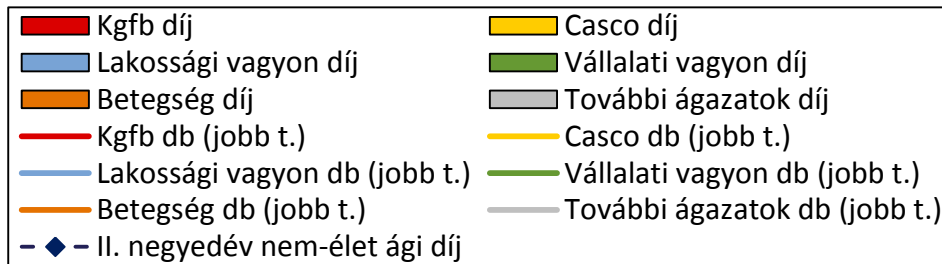 Kgfb díj Casco díj
Lakossági vagyon díj Vállalati vagyon díj
Betegség díj További ágazatok díj
Kgfb db (jobb t.) Casco db (jobb t.)
Lakossági vagyon db (jobb t.) Vállalati vagyon db (jobb t.)
Betegség db (jobb t.) További ágazatok db (jobb t.)
II. negyedév nem-élet ági díj